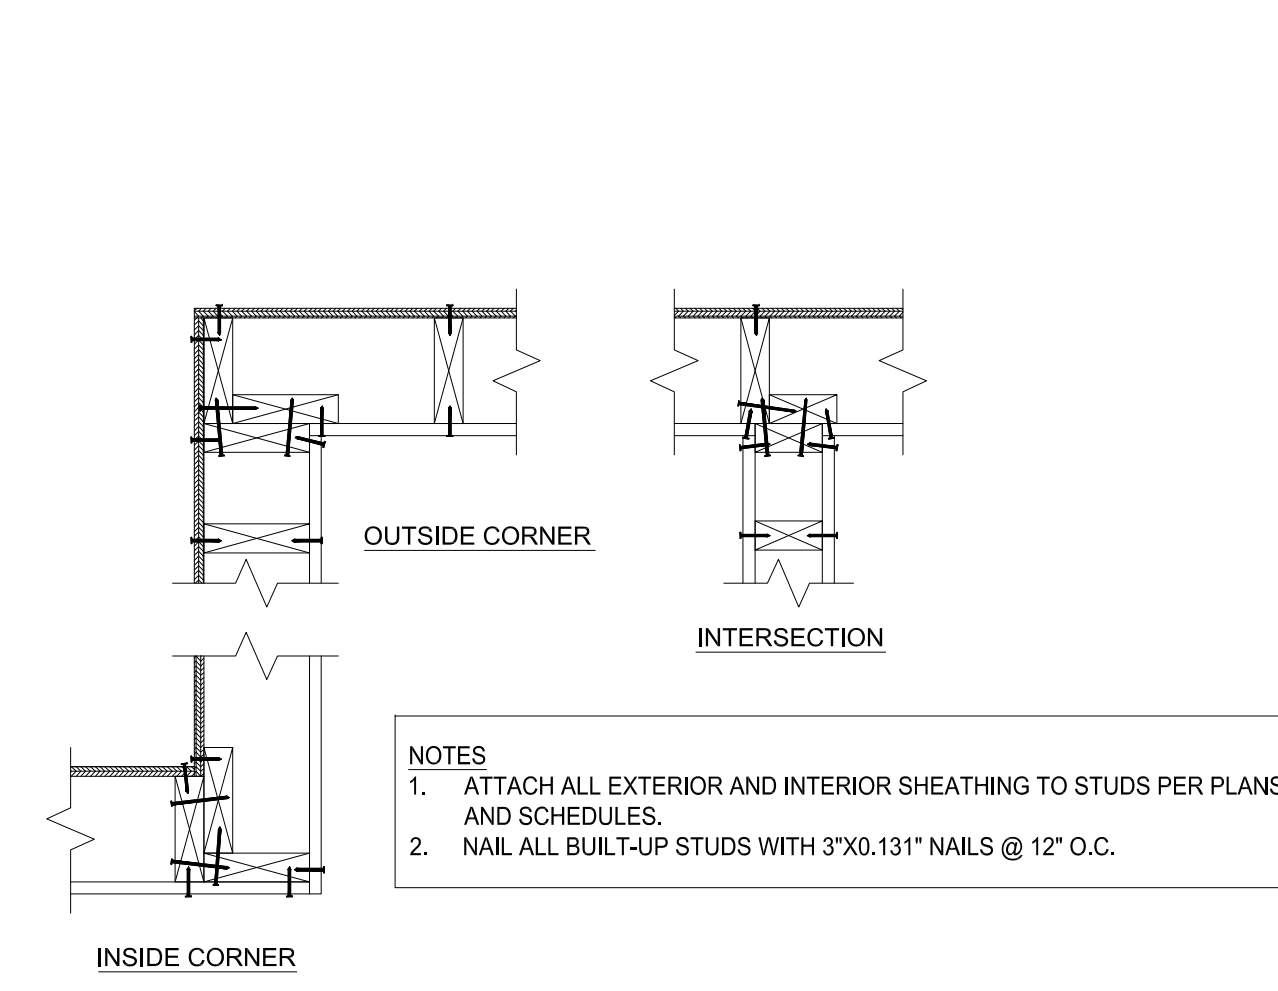 OUTSIDE CORNER
INTERSECTION
NOTES
1. ATTACH ALL EXTERIOR AND INTERIOR SHEATHING TO STUDS PER PLANS
AND SCHEDULES.
2. NAIL ALL BUILT-UP STUDS WITH 3"X0.131" NAILS @ 12" O.C.
INSIDE CORNER